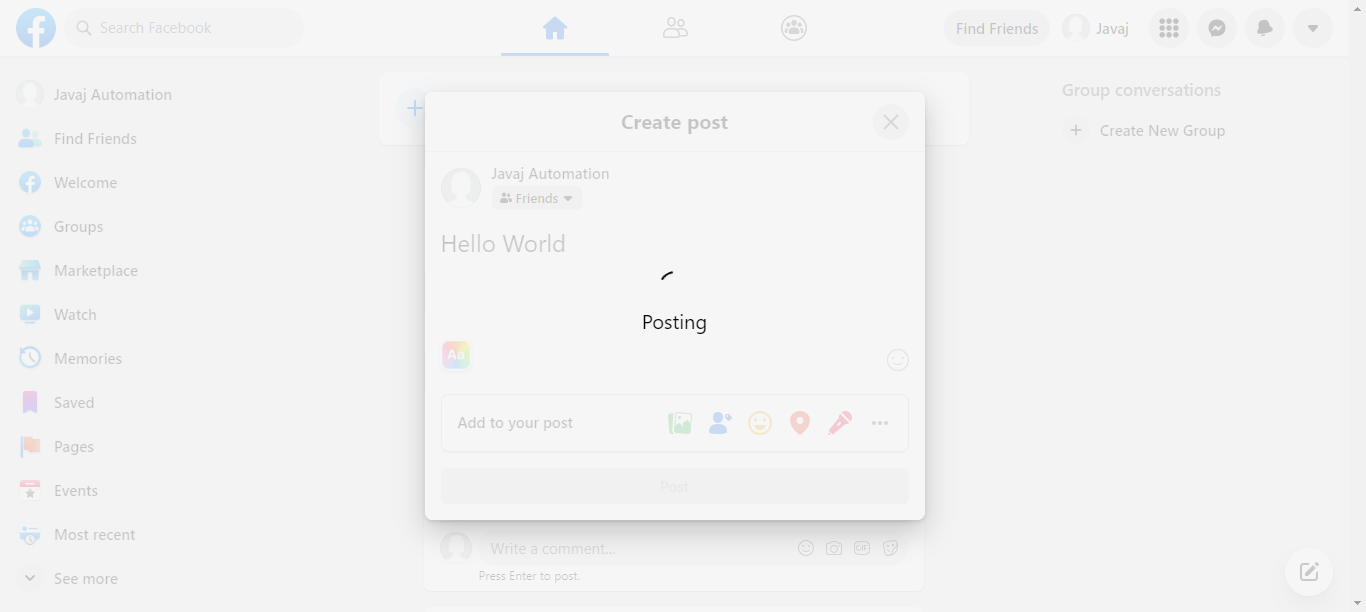 Search Facebook
Find Friends
Javaj
Javaj Automation
Find Friends
Welcome
Groups
Marketplace
Watch
Memories
Saved
Pages
Events
Most recent
See more
Create post
Javaj Automation
Friends
Hello World
Posting
Aa
Add to your post
Post
Write a comment...
GIF
Press Enter to post.
Group conversations
Create New Group